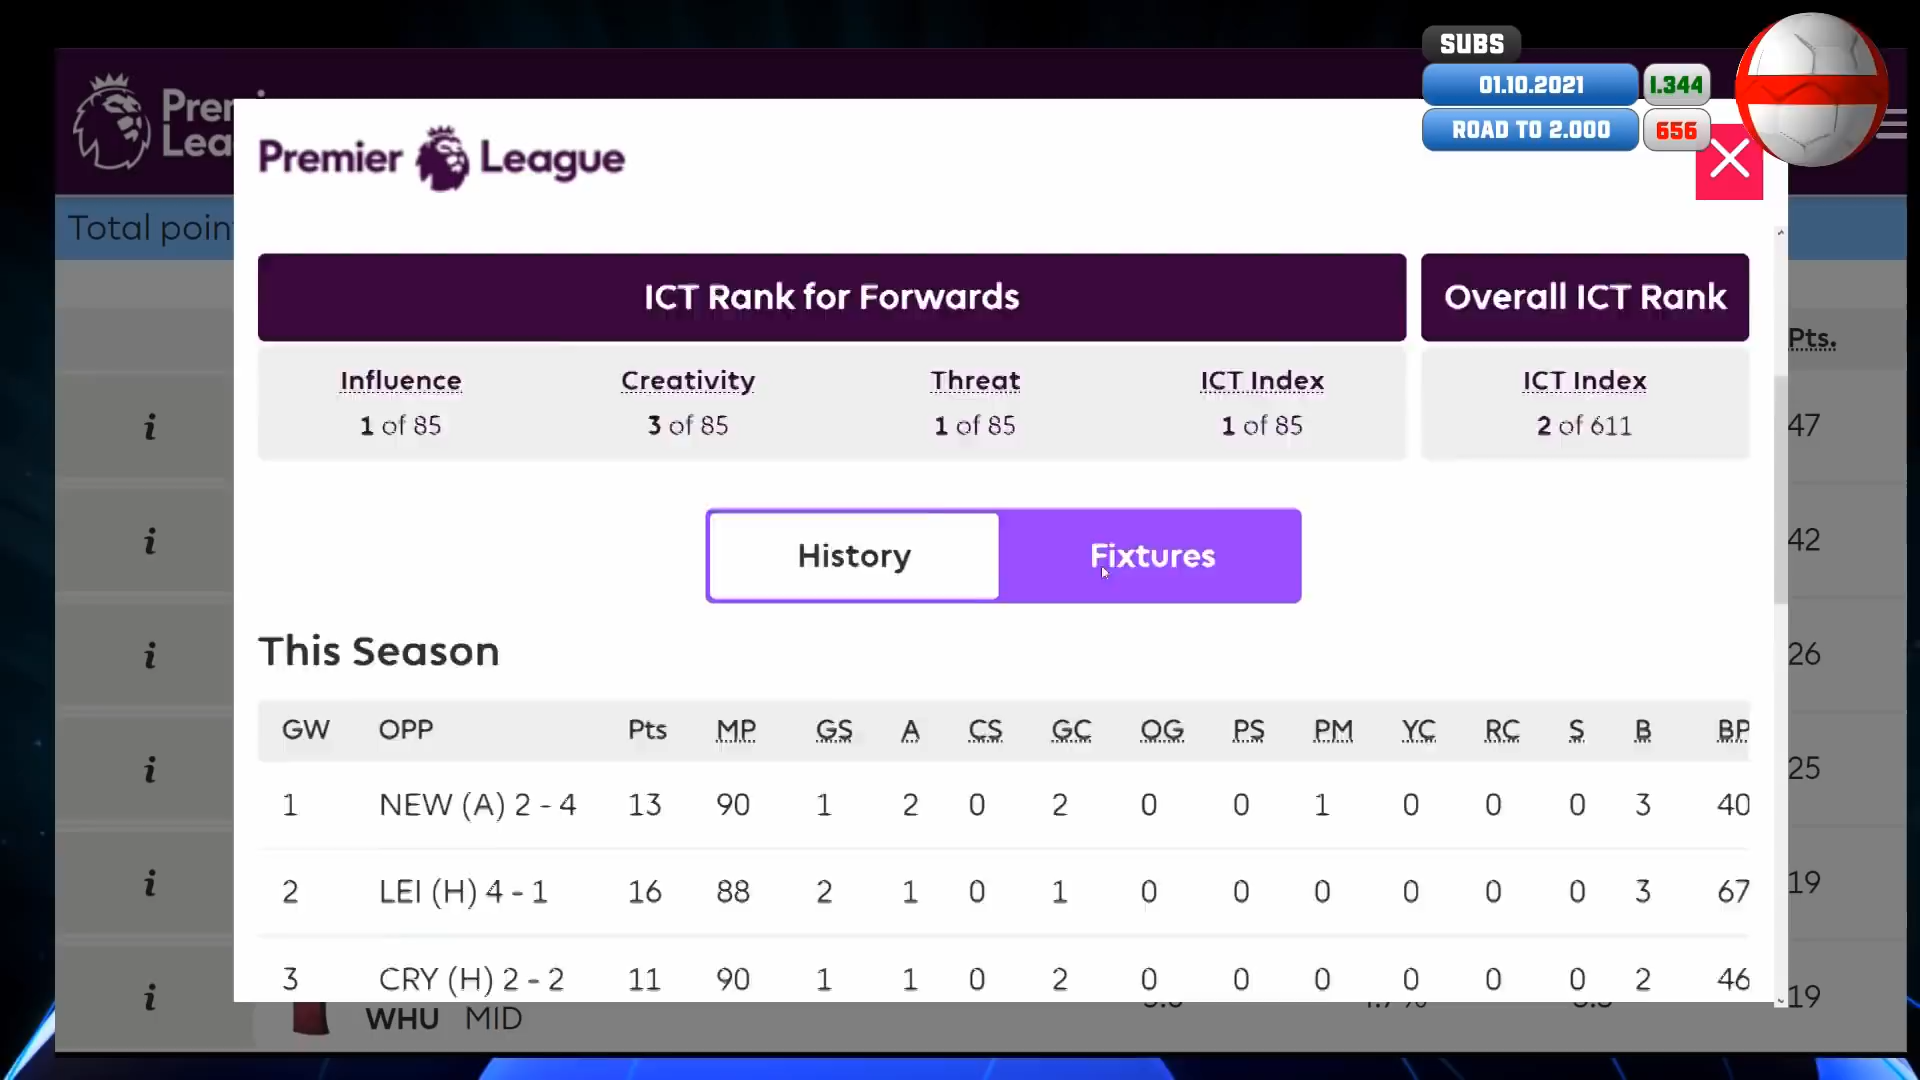 SUBS
01.10.2021 1.344
ROAD TO 2.000 656
Premier League
Total poin
ICT Rank for Forwards Overall ICT Rank
Pts.
Influence Creativity Threat ICT Index ICT Index
1 of 85 3 of 85 1 of 85 1 of 85 2 of 611
i 47
i 42
History Fixtures
This Season
i 26
GW OPP Pts MP GS A CS GC OG PS PM YC RC S B BP
i 25
1 NEW (A) 2 - 4 13 90 1 2 0 2 0 0 1 0 0 0 3 40
2 LEI (H) 4 - 1 16 88 2 1 0 1 0 0 0 0 0 0 3 67
i 19
3 CRY (H) 2 - 2 11 90 1 1 0 2 0 0 0 0 0 0 2 46
i 19
WHU MID